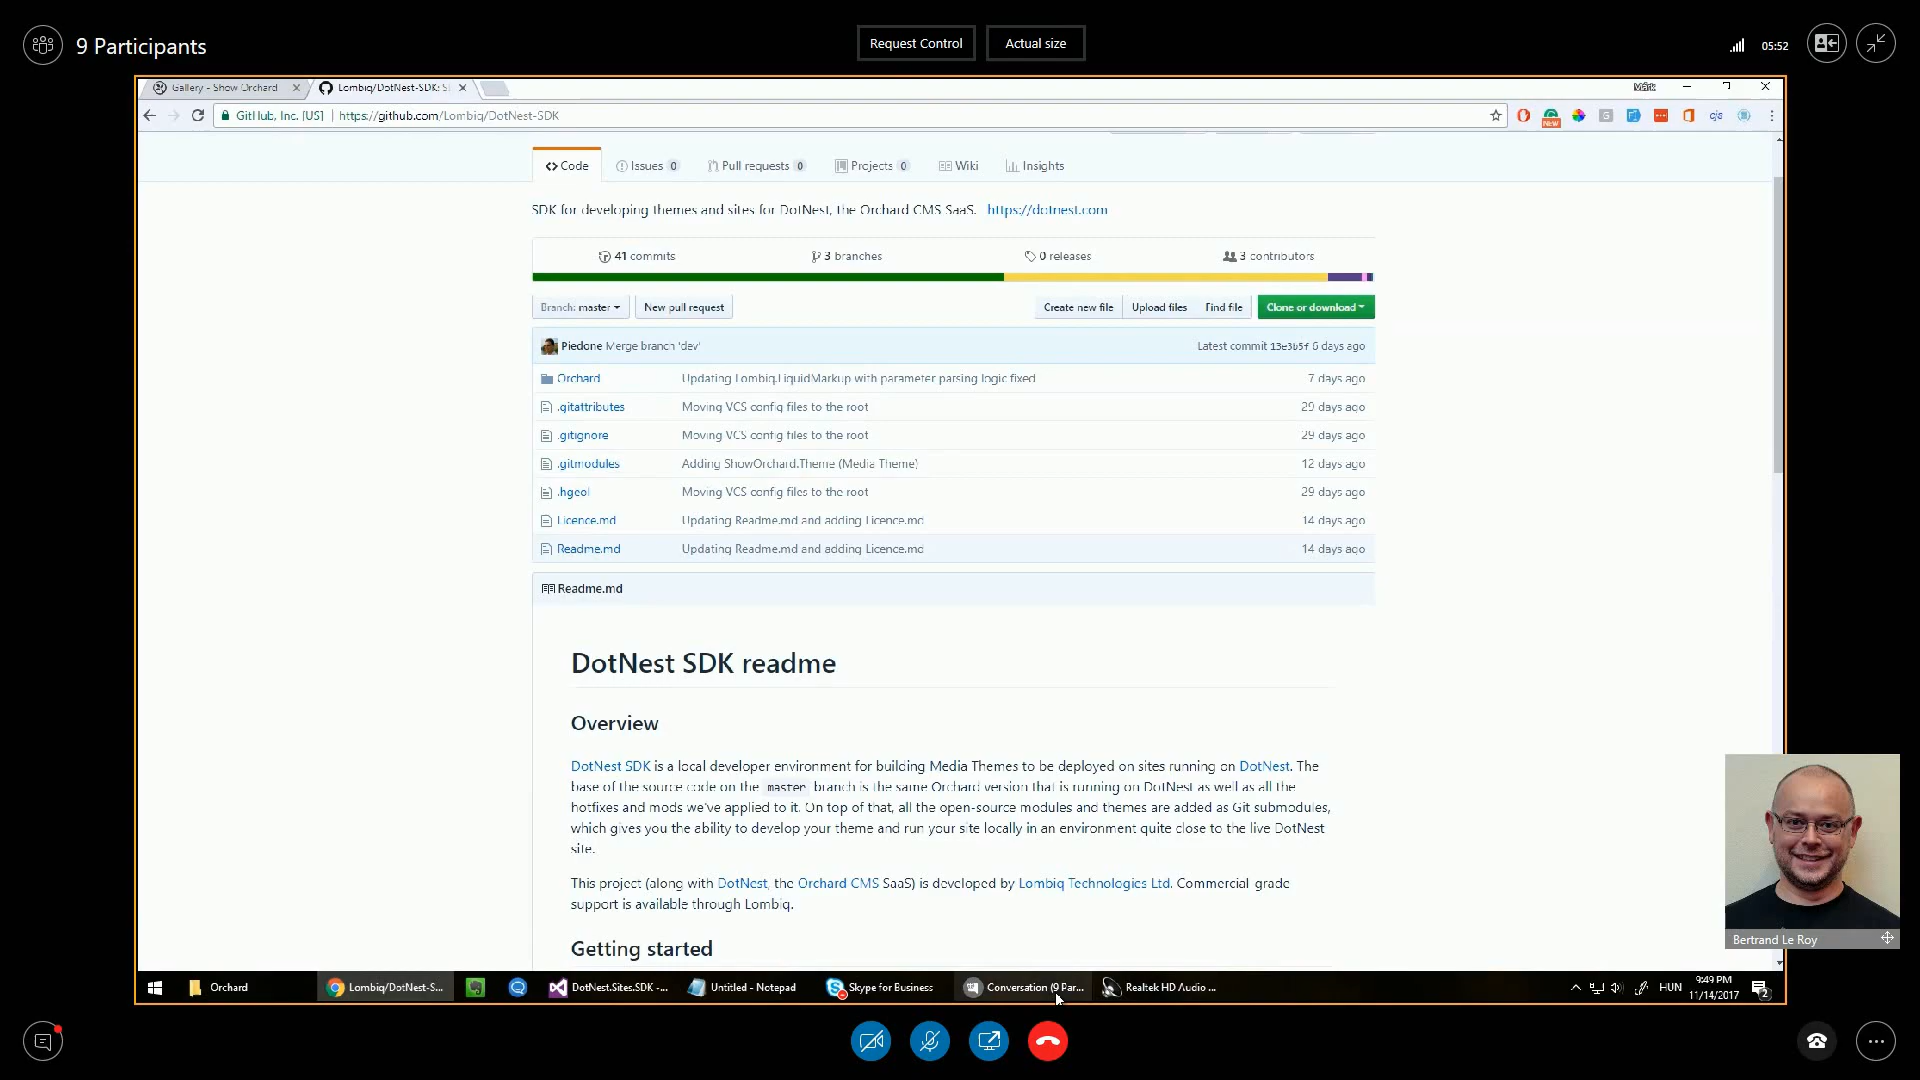 9 Participants
Request Control
Actual size
05:52
Gallery - Show Orchard
Lombiq/DotNest-SDK: S
Márk
GitHub, Inc. [US]
https://github.com/Lombiq/DotNest-SDK
NEW
Code
Issues 0
Pull requests 0
Projects 0
Wiki
Insights
SDK for developing themes and sites for DotNest, the Orchard CMS SaaS. https://dotnest.com
41 commits
3 branches
0 releases
3 contributors
Branch: master
New pull request
Create new file
Upload files
Find file
Clone or download
Piedone Merge branch 'dev'
Latest commit 13e3b5f 6 days ago
Orchard
Updating Lombiq.LiquidMarkup with parameter parsing logic fixed
7 days ago
.gitattributes
Moving VCS config files to the root
29 days ago
.gitignore
Moving VCS config files to the root
29 days ago
.gitmodules
Adding ShowOrchard.Theme (Media Theme)
12 days ago
.hgeol
Moving VCS config files to the root
29 days ago
Licence.md
Updating Readme.md and adding Licence.md
14 days ago
Readme.md
Updating Readme.md and adding Licence.md
14 days ago
Readme.md
DotNest SDK readme
Overview
DotNest SDK is a local developer environment for building Media Themes to be deployed on sites running on DotNest. The
base of the source code on the master branch is the same Orchard version that is running on DotNest as well as all the
hotfixes and mods we've applied to it. On top of that, all the open-source modules and themes are added as Git submodules,
which gives you the ability to develop your theme and run your site locally in an environment quite close to the live DotNest
site.
This project (along with DotNest, the Orchard CMS SaaS) is developed by Lombiq Technologies Ltd. Commercial-grade
support is available through Lombiq.
Getting started
Bertrand Le Roy
Orchard
Lombiq/DotNest-S...
DotNest.Sites.SDK -...
Untitled - Notepad
Skype for Business
Conversation (9 Par...
Realtek HD Audio ...
HUN
9:49 PM
11/14/2017
2